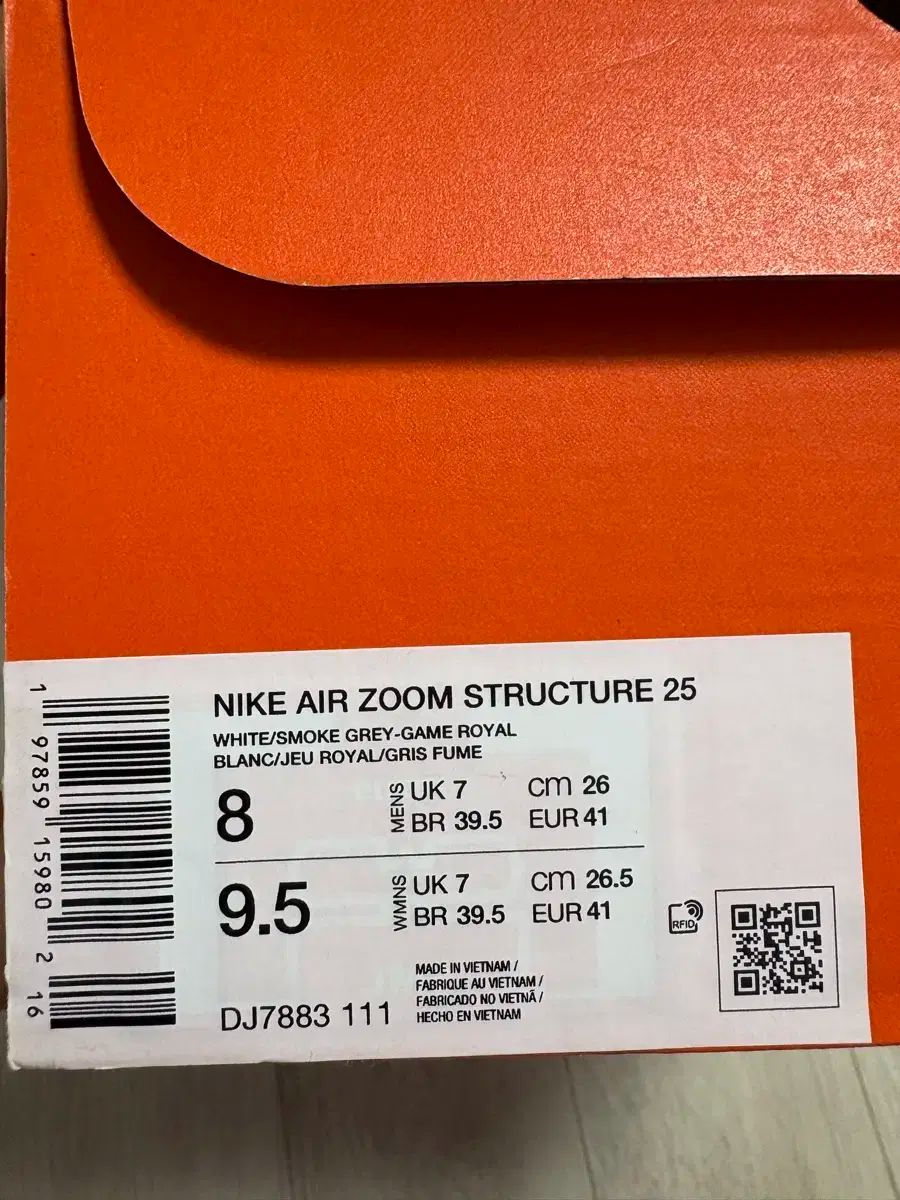 NIKE AIR ZOOM STRUCTURE 25
WHITE/SMOKE GREY-GAME ROYAL
BLANC/JEU ROYAL/GRIS FUME
8
MENS
UK 7 cm 26
BR 39.5 EUR 41
9.5
WMNS
UK 7 cm 26.5
BR 39.5 EUR 41
RFID
DJ7883 111
MADE IN VIETNAM /
FABRIQUE AU VIETNAM /
FABRICADO NO VIETNÃ /
HECHO EN VIETNAM
1 97859 15980 2 16